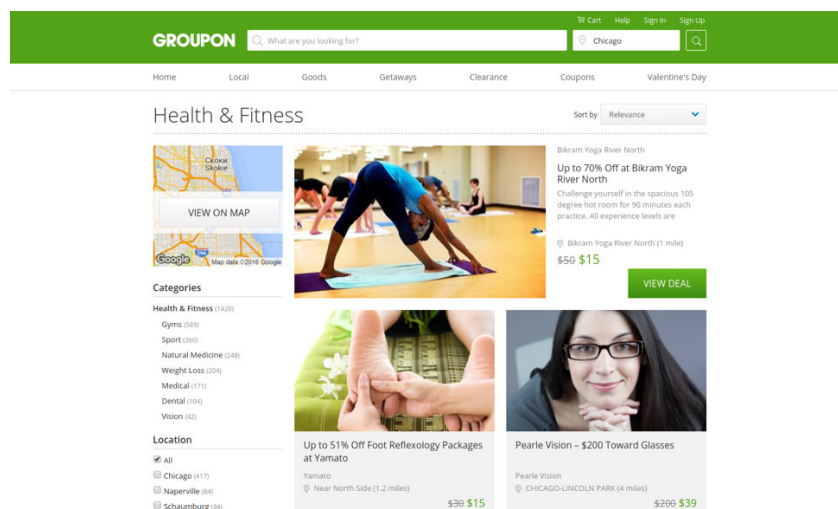 Cart Help Sign In Sign Up
GROUPON What are you looking for? Chicago
Home Local Goods Getaways Clearance Coupons Valentine's Day
Health & Fitness
Sort by Relevance
Скоки
Skokie
VIEW ON MAP
294
Google Map data ©2016 Google
Bikram Yoga River North
Up to 70% Off at Bikram Yoga
River North
Challenge yourself in the spacious 105
degree hot room for 90 minutes each
practice. All experience levels are
Bikram Yoga River North (1 mile)
$50 $15
VIEW DEAL
Categories
Health & Fitness (1420)
Gyms (589)
Sport (260)
Natural Medicine (248)
Weight Loss (204)
Medical (171)
Dental (104)
Vision (42)
Location
All
Chicago (417)
Naperville (84)
Schaumburg (34)
Up to 51% Off Foot Reflexology Packages
at Yamato
Yamato
Near North Side (1.2 miles)
$30 $15
Pearle Vision – $200 Toward Glasses
Pearle Vision
CHICAGO-LINCOLN PARK (4 miles)
$200 $39